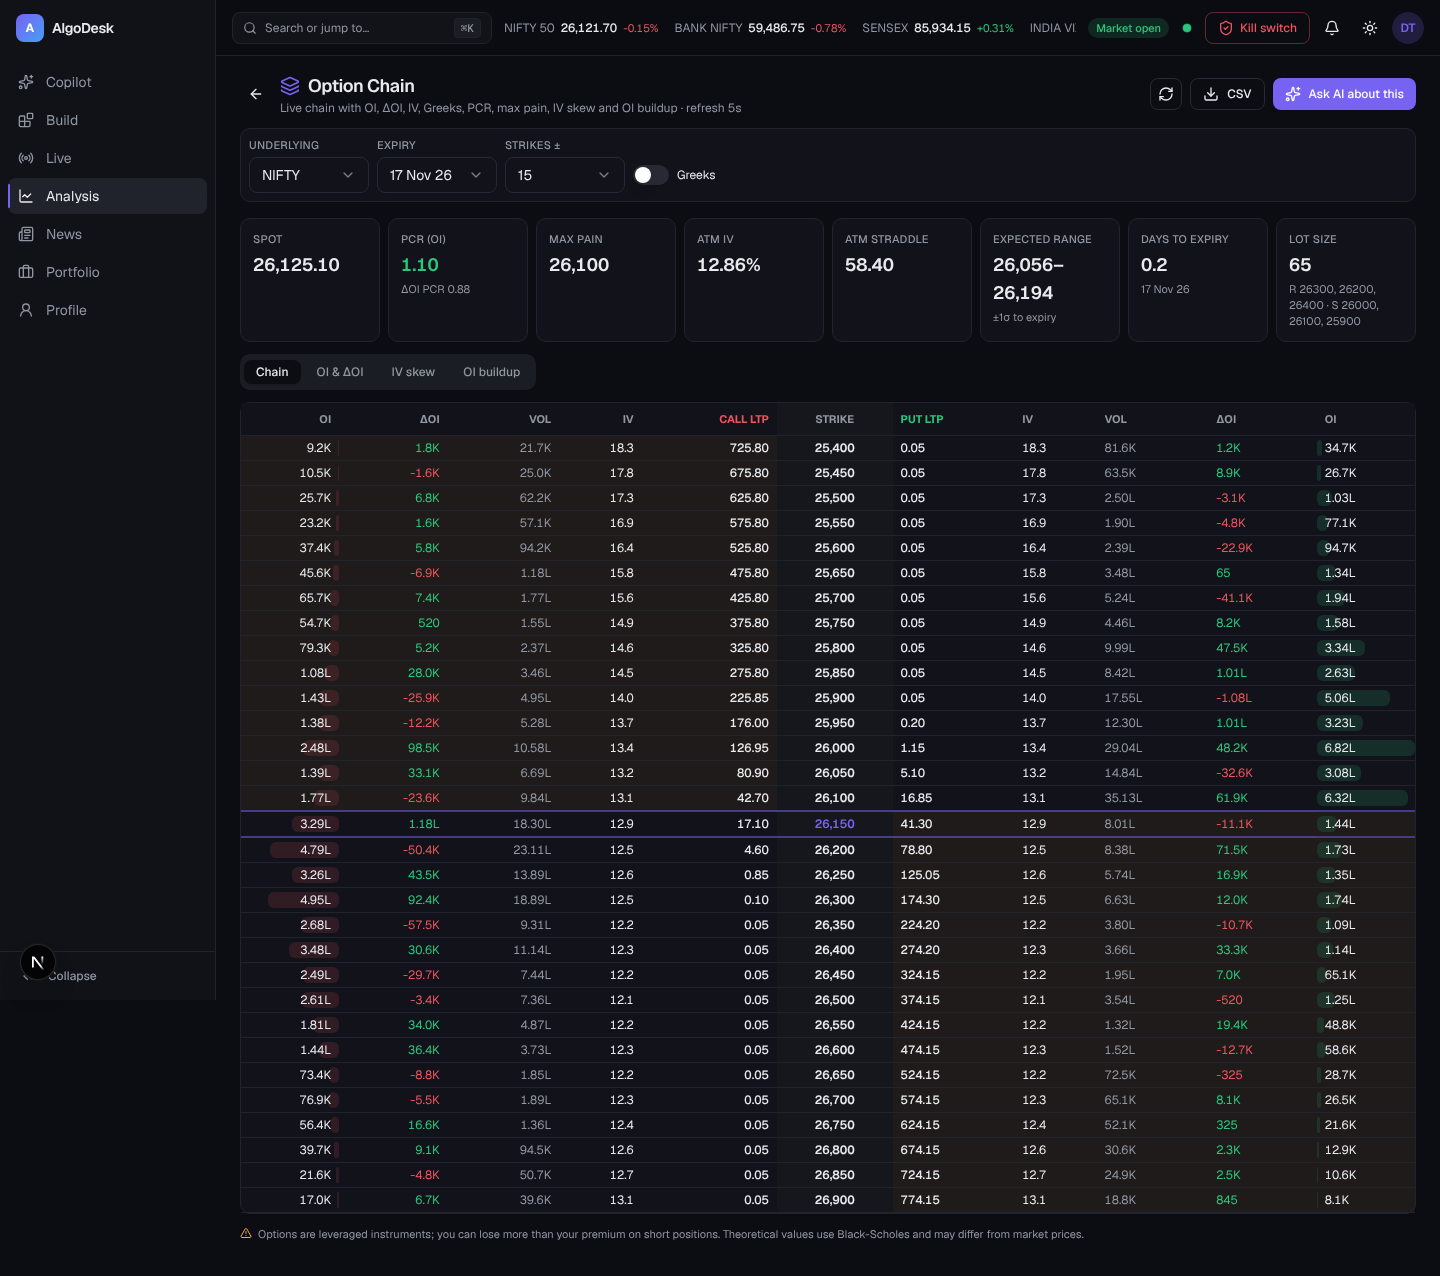 A AlgoDesk
Search or jump to... ⌘K
NIFTY 50 26,121.70 -0.15% BANK NIFTY 59,486.75 -0.78% SENSEX 85,934.15 +0.31% INDIA VI
Market open
Kill switch
DT
Copilot
Build
Live
Analysis
News
Portfolio
Profile
N
Collapse
Option Chain
Live chain with OI, ΔOI, IV, Greeks, PCR, max pain, IV skew and OI buildup · refresh 5s
CSV
Ask AI about this
UNDERLYING EXPIRY STRIKES ±
NIFTY 17 Nov 26 15 Greeks
SPOT
26,125.10
PCR (OI)
1.10
ΔOI PCR 0.88
MAX PAIN
26,100
ATM IV
12.86%
ATM STRADDLE
58.40
EXPECTED RANGE
26,056–
26,194
±1σ to expiry
DAYS TO EXPIRY
0.2
17 Nov 26
LOT SIZE
65
R 26300, 26200,
26400 · S 26000,
26100, 25900
Chain OI & ΔOI IV skew OI buildup
OI ΔOI VOL IV CALL LTP STRIKE PUT LTP IV VOL ΔOI OI
9.2K 1.8K 21.7K 18.3 725.80 25,400 0.05 18.3 81.6K 1.2K 34.7K
10.5K -1.6K 25.0K 17.8 675.80 25,450 0.05 17.8 63.5K 8.9K 26.7K
25.7K 6.8K 62.2K 17.3 625.80 25,500 0.05 17.3 2.50L -3.1K 1.03L
23.2K 1.6K 57.1K 16.9 575.80 25,550 0.05 16.9 1.90L -4.8K 77.1K
37.4K 5.8K 94.2K 16.4 525.80 25,600 0.05 16.4 2.39L -22.9K 94.7K
45.6K -6.9K 1.18L 15.8 475.80 25,650 0.05 15.8 3.48L 65 1.34L
65.7K 7.4K 1.77L 15.6 425.80 25,700 0.05 15.6 5.24L -41.1K 1.94L
54.7K 520 1.55L 14.9 375.80 25,750 0.05 14.9 4.46L 8.2K 1.58L
79.3K 5.2K 2.37L 14.6 325.80 25,800 0.05 14.6 9.99L 47.5K 3.34L
1.08L 28.0K 3.46L 14.5 275.80 25,850 0.05 14.5 8.42L 1.01L 2.63L
1.43L -25.9K 4.95L 14.0 225.85 25,900 0.05 14.0 17.55L -1.08L 5.06L
1.38L -12.2K 5.28L 13.7 176.00 25,950 0.20 13.7 12.30L 1.01L 3.23L
2.48L 98.5K 10.58L 13.4 126.95 26,000 1.15 13.4 29.04L 48.2K 6.82L
1.39L 33.1K 6.69L 13.2 80.90 26,050 5.10 13.2 14.84L -32.6K 3.08L
1.77L -23.6K 9.84L 13.1 42.70 26,100 16.85 13.1 35.13L 61.9K 6.32L
3.29L 1.18L 18.30L 12.9 17.10 26,150 41.30 12.9 8.01L -11.1K 1.44L
4.79L -50.4K 23.11L 12.5 4.60 26,200 78.80 12.5 8.38L 71.5K 1.73L
3.26L 43.5K 13.89L 12.6 0.85 26,250 125.05 12.6 5.74L 16.9K 1.35L
4.95L 92.4K 18.89L 12.5 0.10 26,300 174.30 12.5 6.63L 12.0K 1.74L
2.68L -57.5K 9.31L 12.2 0.05 26,350 224.20 12.2 3.80L -10.7K 1.09L
3.48L 30.6K 11.14L 12.3 0.05 26,400 274.20 12.3 3.66L 33.3K 1.14L
2.49L -29.7K 7.44L 12.2 0.05 26,450 324.15 12.2 1.95L 7.0K 65.1K
2.61L -3.4K 7.36L 12.1 0.05 26,500 374.15 12.1 3.54L -520 1.25L
1.81L 34.0K 4.87L 12.2 0.05 26,550 424.15 12.2 1.32L 19.4K 48.8K
1.44L 36.4K 3.73L 12.3 0.05 26,600 474.15 12.3 1.52L -12.7K 58.6K
73.4K -8.8K 1.85L 12.2 0.05 26,650 524.15 12.2 72.5K -325 28.7K
76.9K -5.5K 1.89L 12.3 0.05 26,700 574.15 12.3 65.1K 8.1K 26.5K
56.4K 16.6K 1.36L 12.4 0.05 26,750 624.15 12.4 52.1K 325 21.6K
39.7K 9.1K 94.5K 12.6 0.05 26,800 674.15 12.6 30.6K 2.3K 12.9K
21.6K -4.8K 50.7K 12.7 0.05 26,850 724.15 12.7 24.9K 2.5K 10.6K
17.0K 6.7K 39.6K 13.1 0.05 26,900 774.15 13.1 18.8K 845 8.1K
Options are leveraged instruments; you can lose more than your premium on short positions. Theoretical values use Black–Scholes and may differ from market prices.